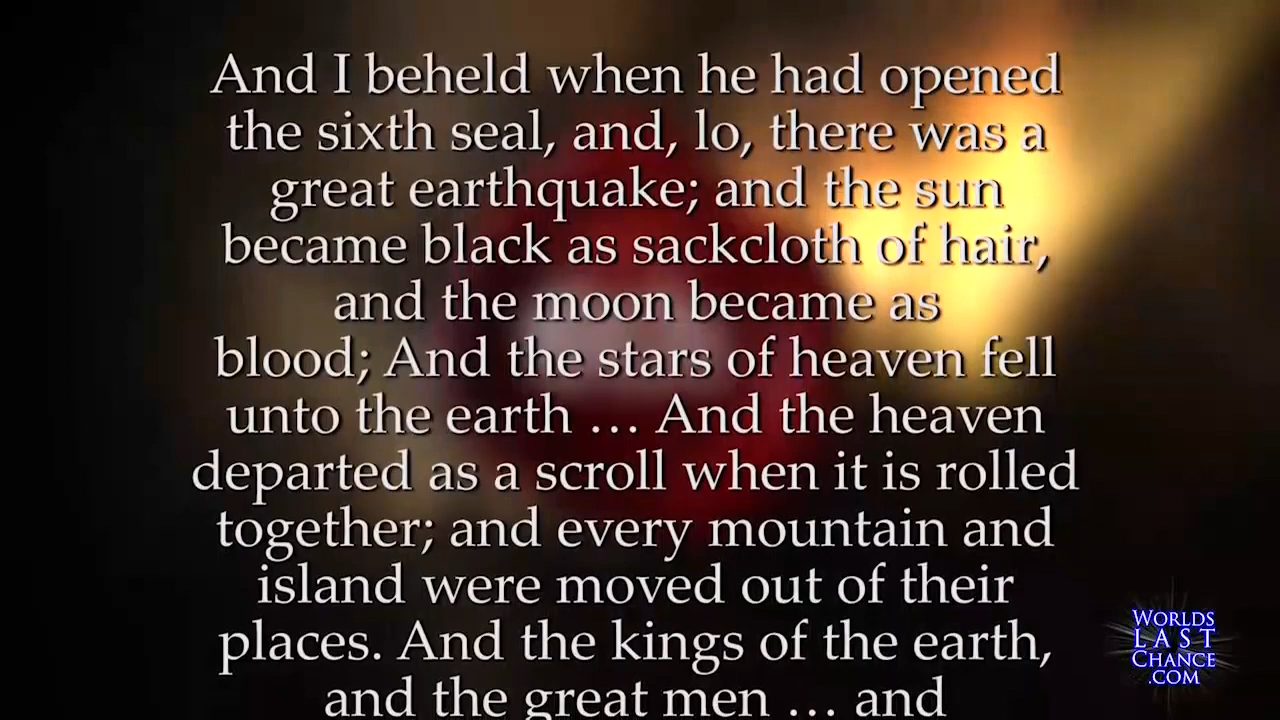 And I beheld when he had opened
the sixth seal, and, lo, there was a
great earthquake; and the sun
became black as sackcloth of hair,
and the moon became as
blood; And the stars of heaven fell
unto the earth … And the heaven
departed as a scroll when it is rolled
together; and every mountain and
island were moved out of their
places. And the kings of the earth,
and the great men … and
WORLDS
LAST
CHANCE
.COM